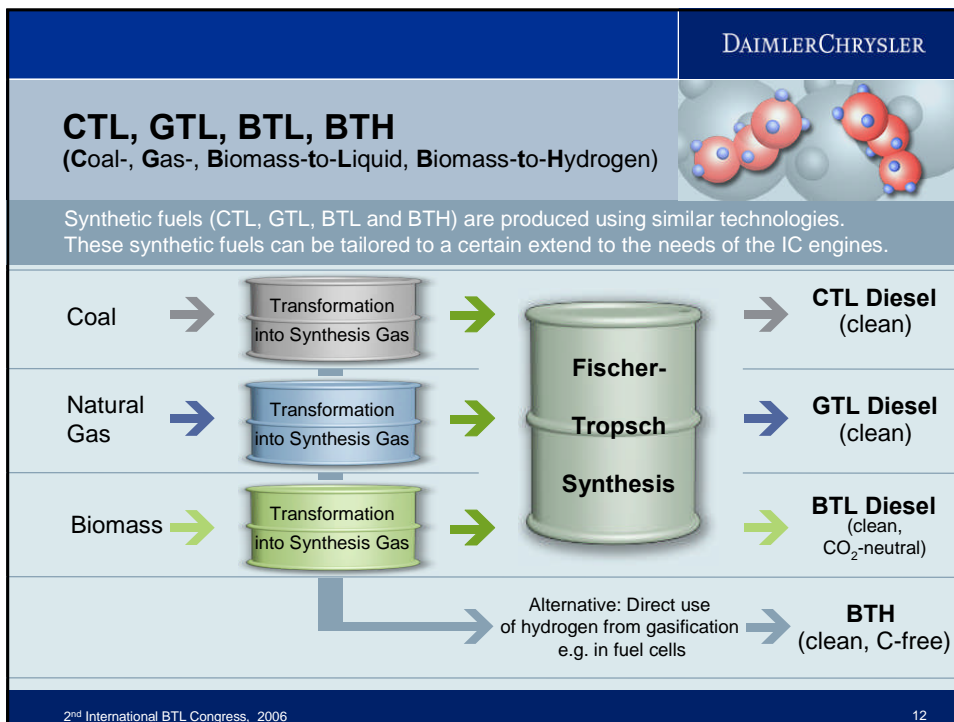 DAIMLERCHRYSLER
CTL, GTL, BTL, BTH
(Coal-, Gas-, Biomass-to-Liquid, Biomass-to-Hydrogen)
Synthetic fuels (CTL, GTL, BTL and BTH) are produced using similar technologies.
These synthetic fuels can be tailored to a certain extend to the needs of the IC engines.
Coal
Transformation
into Synthesis Gas
CTL Diesel
(clean)
Natural
Gas
Transformation
into Synthesis Gas
GTL Diesel
(clean)
Biomass
Transformation
into Synthesis Gas
Fischer-
Tropsch
Synthesis
BTL Diesel
(clean,
CO₂-neutral)
Alternative: Direct use
of hydrogen from gasification
e.g. in fuel cells
BTH
(clean, C-free)
2nd International BTL Congress, 2006
12